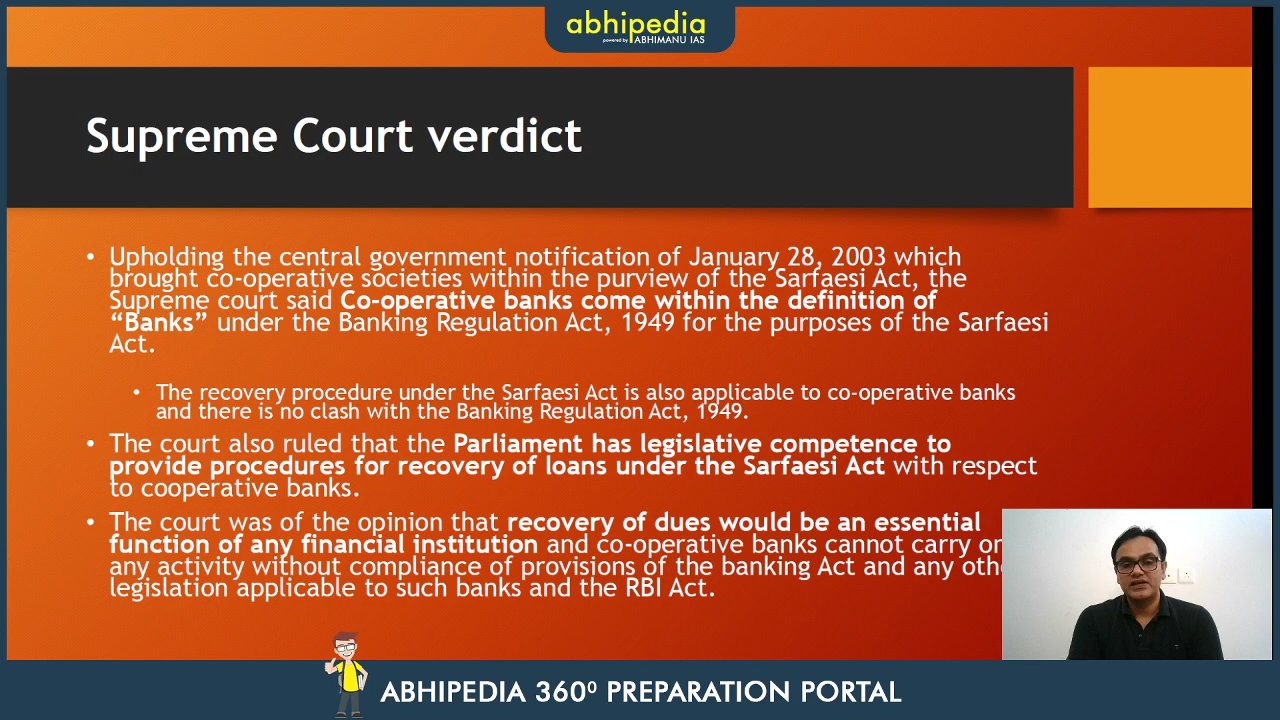 abhipedia
powered by ABHIMANU IAS
Supreme Court verdict
• Upholding the central government notification of January 28, 2003 which
brought co-operative societies within the purview of the Sarfaesi Act, the
Supreme court said Co-operative banks come within the definition of
“Banks” under the Banking Regulation Act, 1949 for the purposes of the Sarfaesi
Act.
• The recovery procedure under the Sarfaesi Act is also applicable to co-operative banks
and there is no clash with the Banking Regulation Act, 1949.
• The court also ruled that the Parliament has legislative competence to
provide procedures for recovery of loans under the Sarfaesi Act with respect
to cooperative banks.
• The court was of the opinion that recovery of dues would be an essential
function of any financial institution and co-operative banks cannot carry on
any activity without compliance of provisions of the banking Act and any
legislation applicable to such banks and the RBI Act.
ABHIPEDIA 360⁰ PREPARATION PORTAL